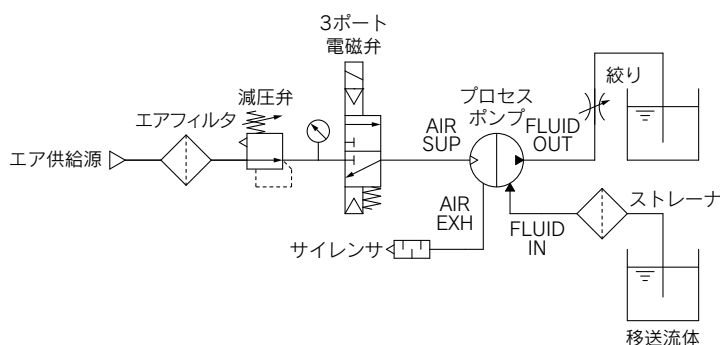 3ポート
電磁弁
減圧弁
エアフィルタ
エア供給源
プロセス
ポンプ
絞り
AIR
SUP
FLUID
OUT
AIR
EXH
FLUID
IN
ストレーナ
サイレンサ
移送流体